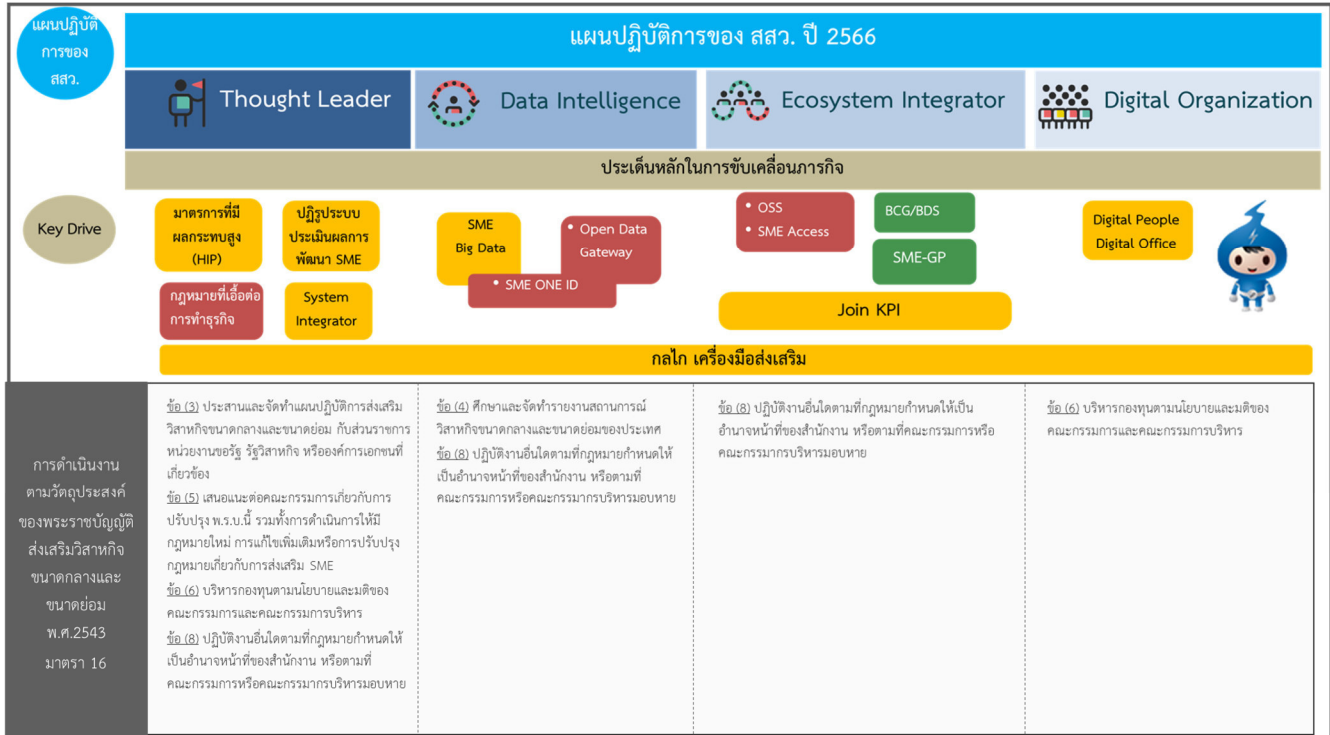 แผนปฏิบัติ
การของ
สสว.
แผนปฏิบัติการของ สสว. ปี 2566
Thought Leader
Data Intelligence
Ecosystem Integrator
Digital Organization
ประเด็นหลักในการขับเคลื่อนภารกิจ
Key Drive
มาตรการที่มี
ผลกระทบสูง
(HIP)
ปฏิรูประบบ
ประเมินผลการ
พัฒนา SME
กฎหมายที่เอื้อต่อ
การทำธุรกิจ
System
Integrator
SME
Big Data
• Open Data
Gateway
• SME ONE ID
• OSS
• SME Access
BCG/BDS
SME-GP
Join KPI
Digital People
Digital Office
กลไก เครื่องมือส่งเสริม
การดำเนินงาน
ตามวัตถุประสงค์
ของพระราชบัญญัติ
ส่งเสริมวิสาหกิจ
ขนาดกลางและ
ขนาดย่อม
พ.ศ.2543
มาตรา 16
ข้อ (3) ประสานและจัดทำแผนปฏิบัติการส่งเสริม
วิสาหกิจขนาดกลางและขนาดย่อม กับส่วนราชการ
หน่วยงานขอรัฐ รัฐวิสาหกิจ หรือองค์การเอกชนที่
เกี่ยวข้อง
ข้อ (5) เสนอแนะต่อคณะกรรมการเกี่ยวกับการ
ปรับปรุง พ.ร.บ.นี้ รวมทั้งการดำเนินการให้มี
กฎหมายใหม่ การแก้ไขเพิ่มเติมหรือการปรับปรุง
กฎหมายเกี่ยวกับการส่งเสริม SME
ข้อ (6) บริหารกองทุนตามนโยบายและมติของ
คณะกรรมการและคณะกรรมการบริหาร
ข้อ (8) ปฏิบัติงานอื่นใดตามที่กฎหมายกำหนดให้
เป็นอำนาจหน้าที่ของสำนักงาน หรือตามที่
คณะกรรมการหรือคณะกรรมากรบริหารมอบหาย
ข้อ (4) ศึกษาและจัดทำรายงานสถานการณ์
วิสาหกิจขนาดกลางและขนาดย่อมของประเทศ
ข้อ (8) ปฏิบัติงานอื่นใดตามที่กฎหมายกำหนดให้
เป็นอำนาจหน้าที่ของสำนักงาน หรือตามที่
คณะกรรมการหรือคณะกรรมากรบริหารมอบหาย
ข้อ (8) ปฏิบัติงานอื่นใดตามที่กฎหมายกำหนดให้เป็น
อำนาจหน้าที่ของสำนักงาน หรือตามที่คณะกรรมการหรือ
คณะกรรมากรบริหารมอบหาย
ข้อ (6) บริหารกองทุนตามนโยบายและมติของ
คณะกรรมการและคณะกรรมการบริหาร